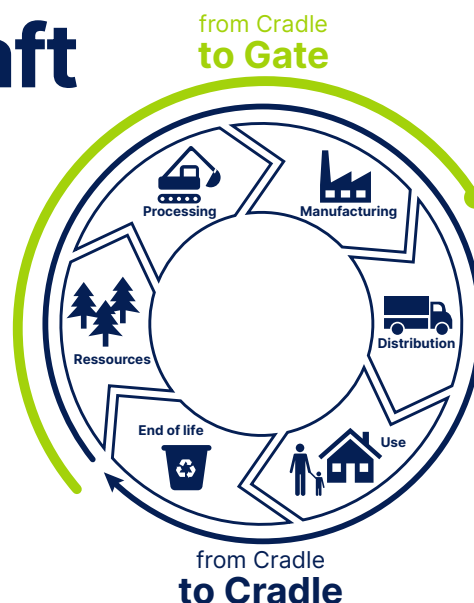 aft
from Cradle
to Gate
Processing
Manufacturing
Ressources
Distribution
End of life
Use
from Cradle
to Cradle